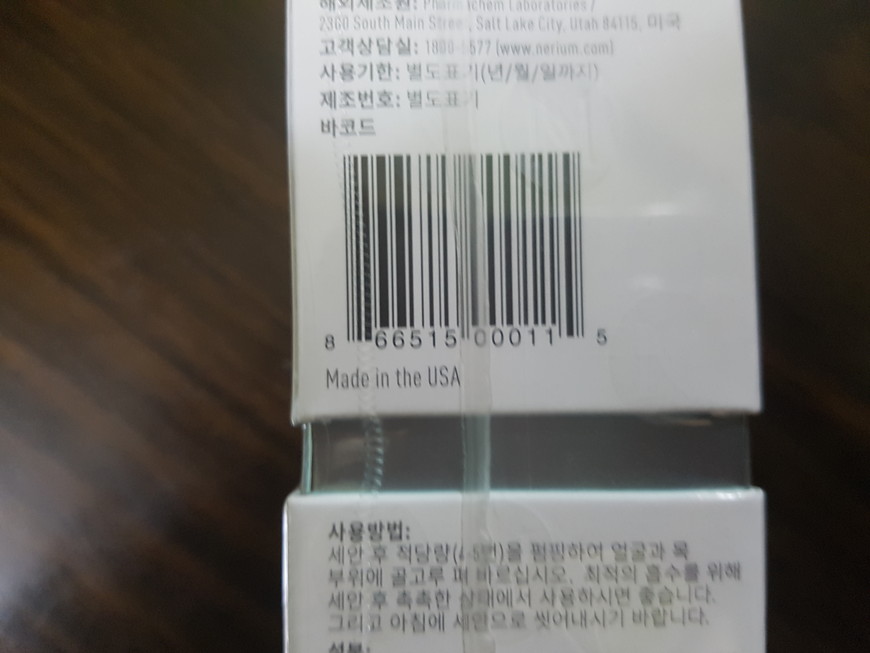 해외제조원: Pharmachem Laboratories /
2360 South Main Street, Salt Lake City, Utah 84115, 미국
고객상담실: 1800-1577 (www.nerium.com)
사용기한: 별도표기(년/월/일까지)
제조번호: 별도표기
바코드
8 66515 00011 5
Made in the USA
사용방법:
세안 후 적당량(4-5번)을 펌핑하여 얼굴과 목
부위에 골고루 펴 바르십시오. 최적의 흡수를 위해
세안 후 촉촉한 상태에서 사용하시면 좋습니다.
그리고 아침에 세안으로 씻어내시기 바랍니다.
성분: